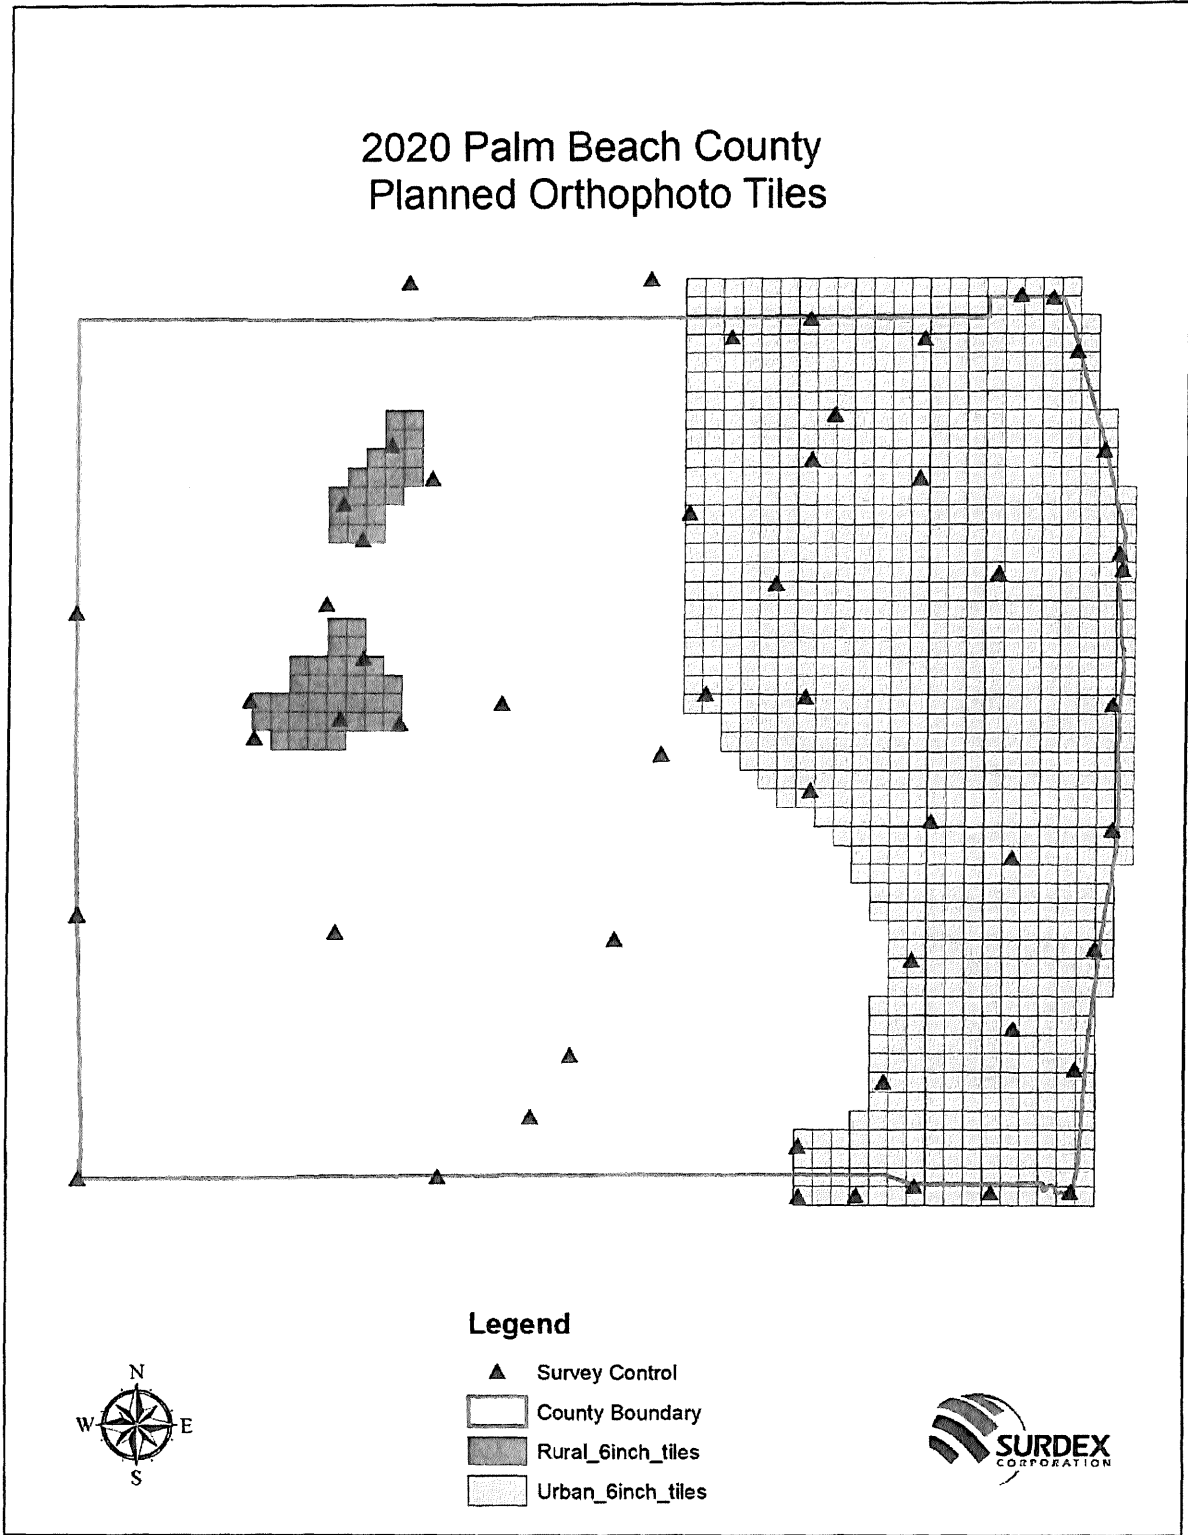 2020 Palm Beach County
Planned Orthophoto Tiles
Legend
Survey Control
County Boundary
Rural_6inch_tiles
Urban_6inch_tiles
N
W
E
S
SURDEX
CORPORATION